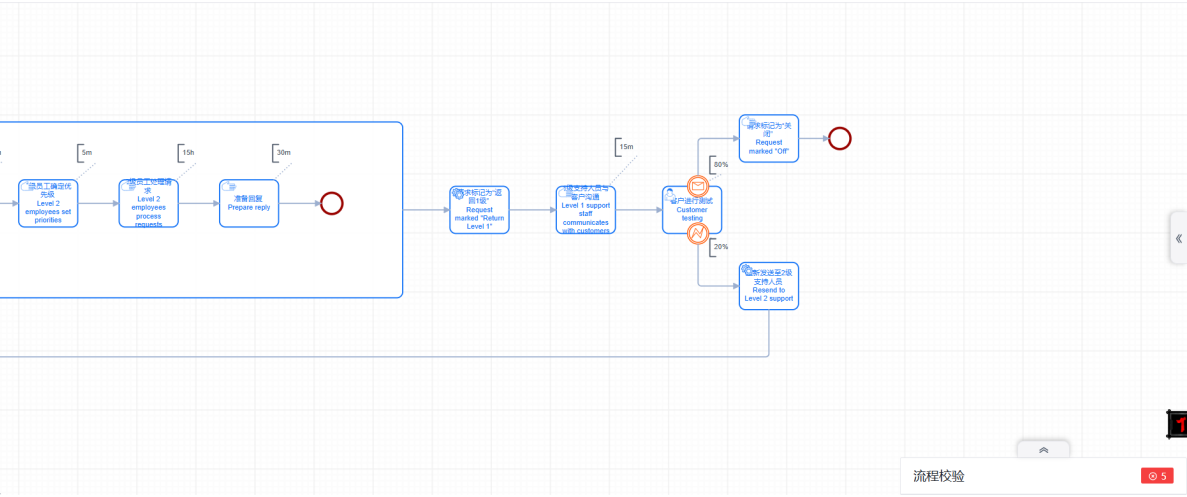 5m
15h
30m
级员工确定优
先级
Level 2
employees set
priorities
级员工处理请
求
Level 2
employees
process
requests
准备回复
Prepare reply
求标记为"返
回1级"
Request
marked "Return
Level 1"
级支持人员与
客户沟通
Level 1 support
staff
communicates
with customers
15m
客户进行测试
Customer
testing
80%
20%
请求标记为"关
闭"
Request
marked "Off"
新发送至2级
支持人员
Resend to
Level 2 support
流程校验
5